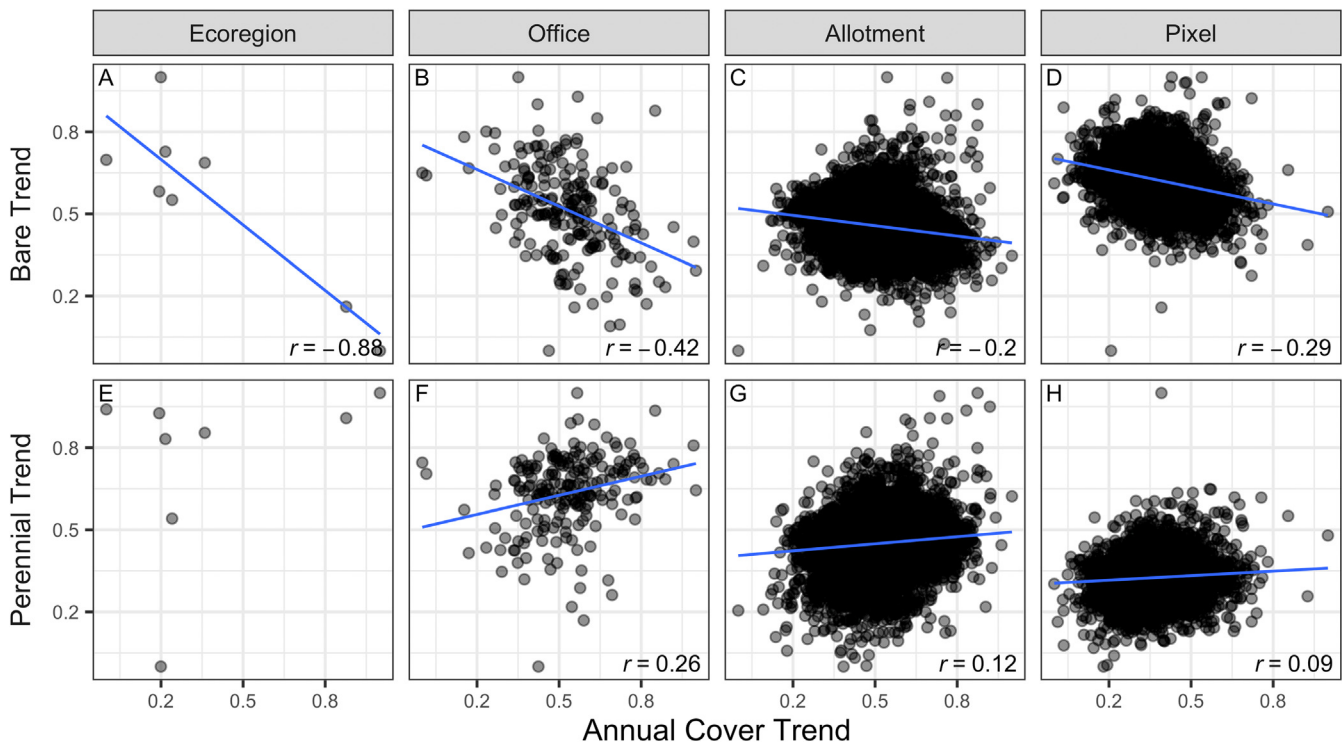 Ecoregion
Office
Allotment
Pixel
Bare Trend
0.8
0.5
0.2
A
r = −0.88
B
r = −0.42
C
r = −0.2
D
r = −0.29
Perennial Trend
0.8
0.5
0.2
E
F
r = 0.26
G
r = 0.12
H
r = 0.09
0.2 0.5 0.8
0.2 0.5 0.8
0.2 0.5 0.8
0.2 0.5 0.8
Annual Cover Trend